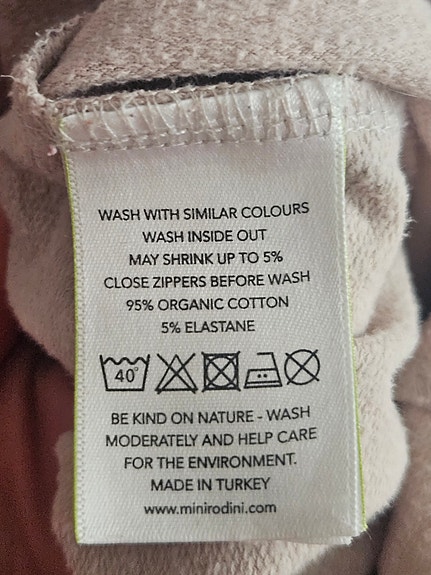 WASH WITH SIMILAR COLOURS
WASH INSIDE OUT
MAY SHRINK UP TO 5%
CLOSE ZIPPERS BEFORE WASH
95% ORGANIC COTTON
5% ELASTANE
40°
BE KIND ON NATURE - WASH
MODERATELY AND HELP CARE
FOR THE ENVIRONMENT.
MADE IN TURKEY
www.minirodini.com